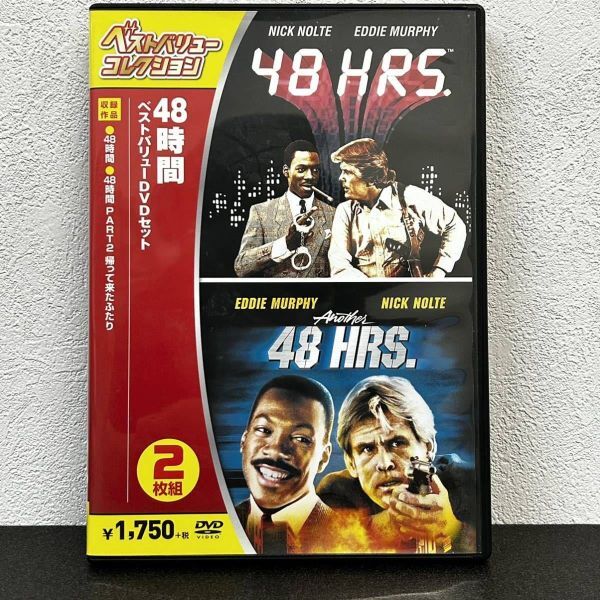 ベストバリュー
コレクション
収録作品
●48時間 ●48時間 PART2 帰って来たふたり
48時間
ベストバリューDVDセット
2
枚組
¥1,750+税
DVD
VIDEO
NICK NOLTE EDDIE MURPHY
48 HRS.™
EDDIE MURPHY NICK NOLTE
Another
48 HRS.